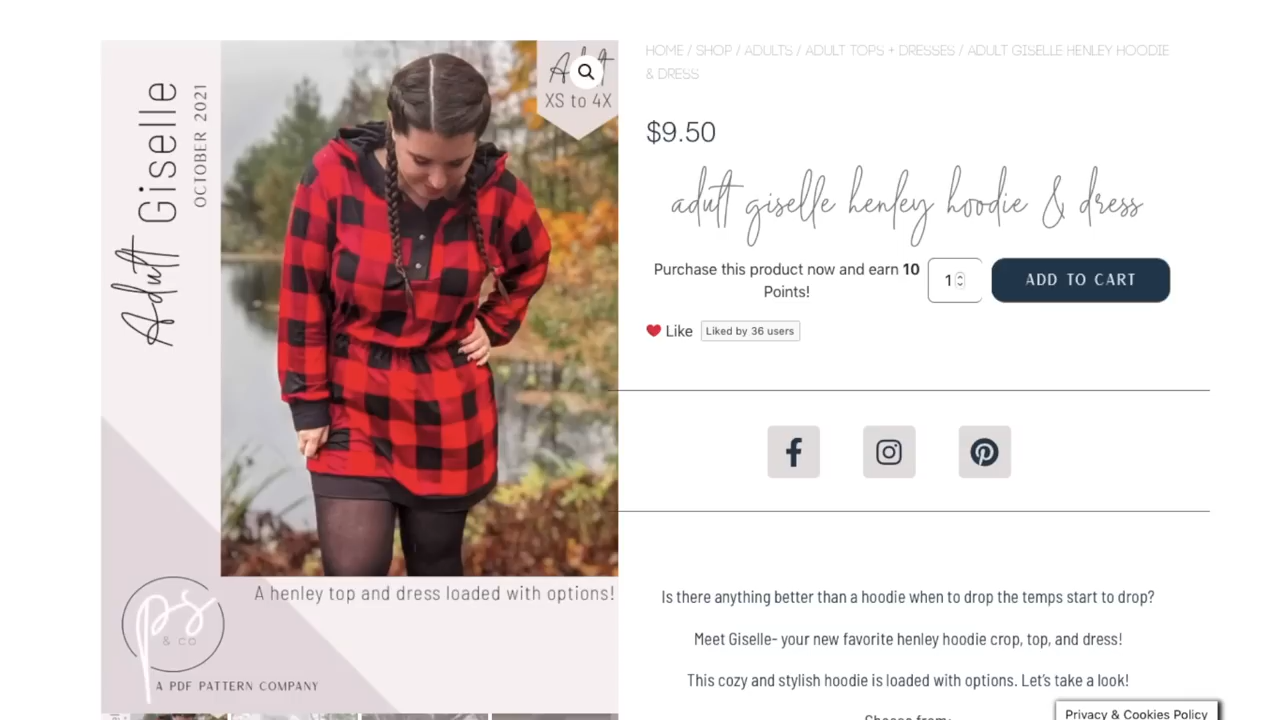 Adult Giselle
OCTOBER 2021
XS to 4X
A henley top and dress loaded with options!
ps
& co
A PDF PATTERN COMPANY
HOME / SHOP / ADULTS / ADULT TOPS + DRESSES / ADULT GISELLE HENLEY HOODIE
& DRESS
$9.50
adult giselle henley hoodie & dress
Purchase this product now and earn 10
Points!
1
ADD TO CART
Like
Liked by 36 users
Is there anything better than a hoodie when to drop the temps start to drop?
Meet Giselle- your new favorite henley hoodie crop, top, and dress!
This cozy and stylish hoodie is loaded with options. Let's take a look!
Choose from:
Privacy & Cookies Policy